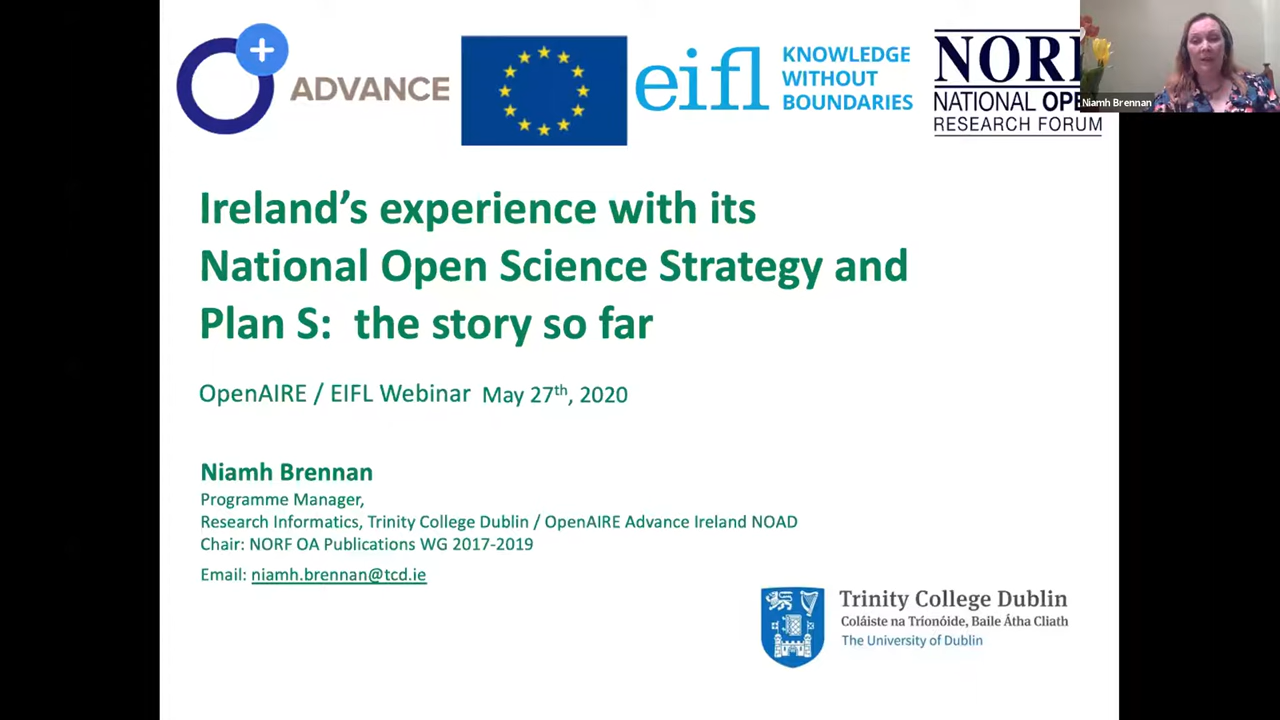 ADVANCE
eifl
KNOWLEDGE
WITHOUT
BOUNDARIES
NORF
NATIONAL OPE
RESEARCH FORUM
Niamh Brennan
Ireland's experience with its
National Open Science Strategy and
Plan S: the story so far
OpenAIRE / EIFL Webinar May 27th, 2020
Niamh Brennan
Programme Manager,
Research Informatics, Trinity College Dublin / OpenAIRE Advance Ireland NOAD
Chair: NORF OA Publications WG 2017-2019
Email: niamh.brennan@tcd.ie
Trinity College Dublin
Coláiste na Tríonóide, Baile Átha Cliath
The University of Dublin